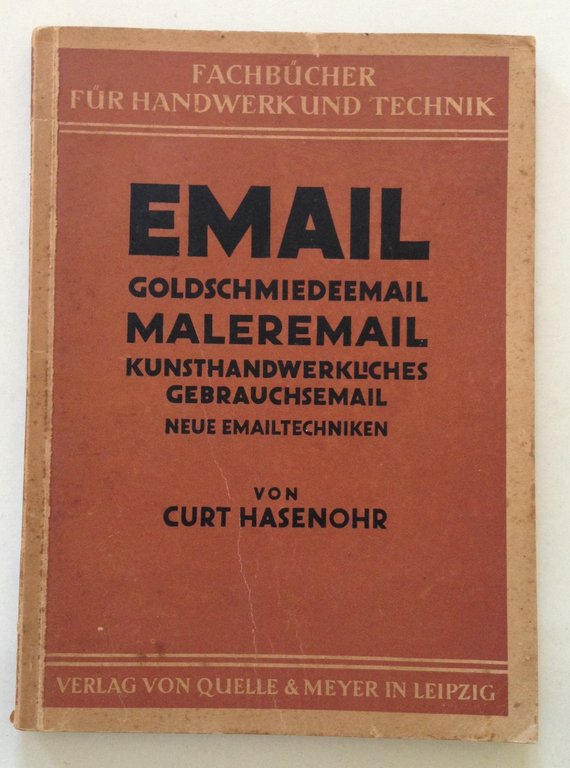 FACHBÜCHER
FÜR HANDWERK UND TECHNIK
EMAIL
GOLDSCHMIEDEEMAIL
MALEREMAIL
KUNSTHANDWERKLICHES
GEBRAUCHSEMAIL
NEUE EMAILTECHNIKEN
VON
CURT HASENOHR
VERLAG VON QUELLE & MEYER IN LEIPZIG